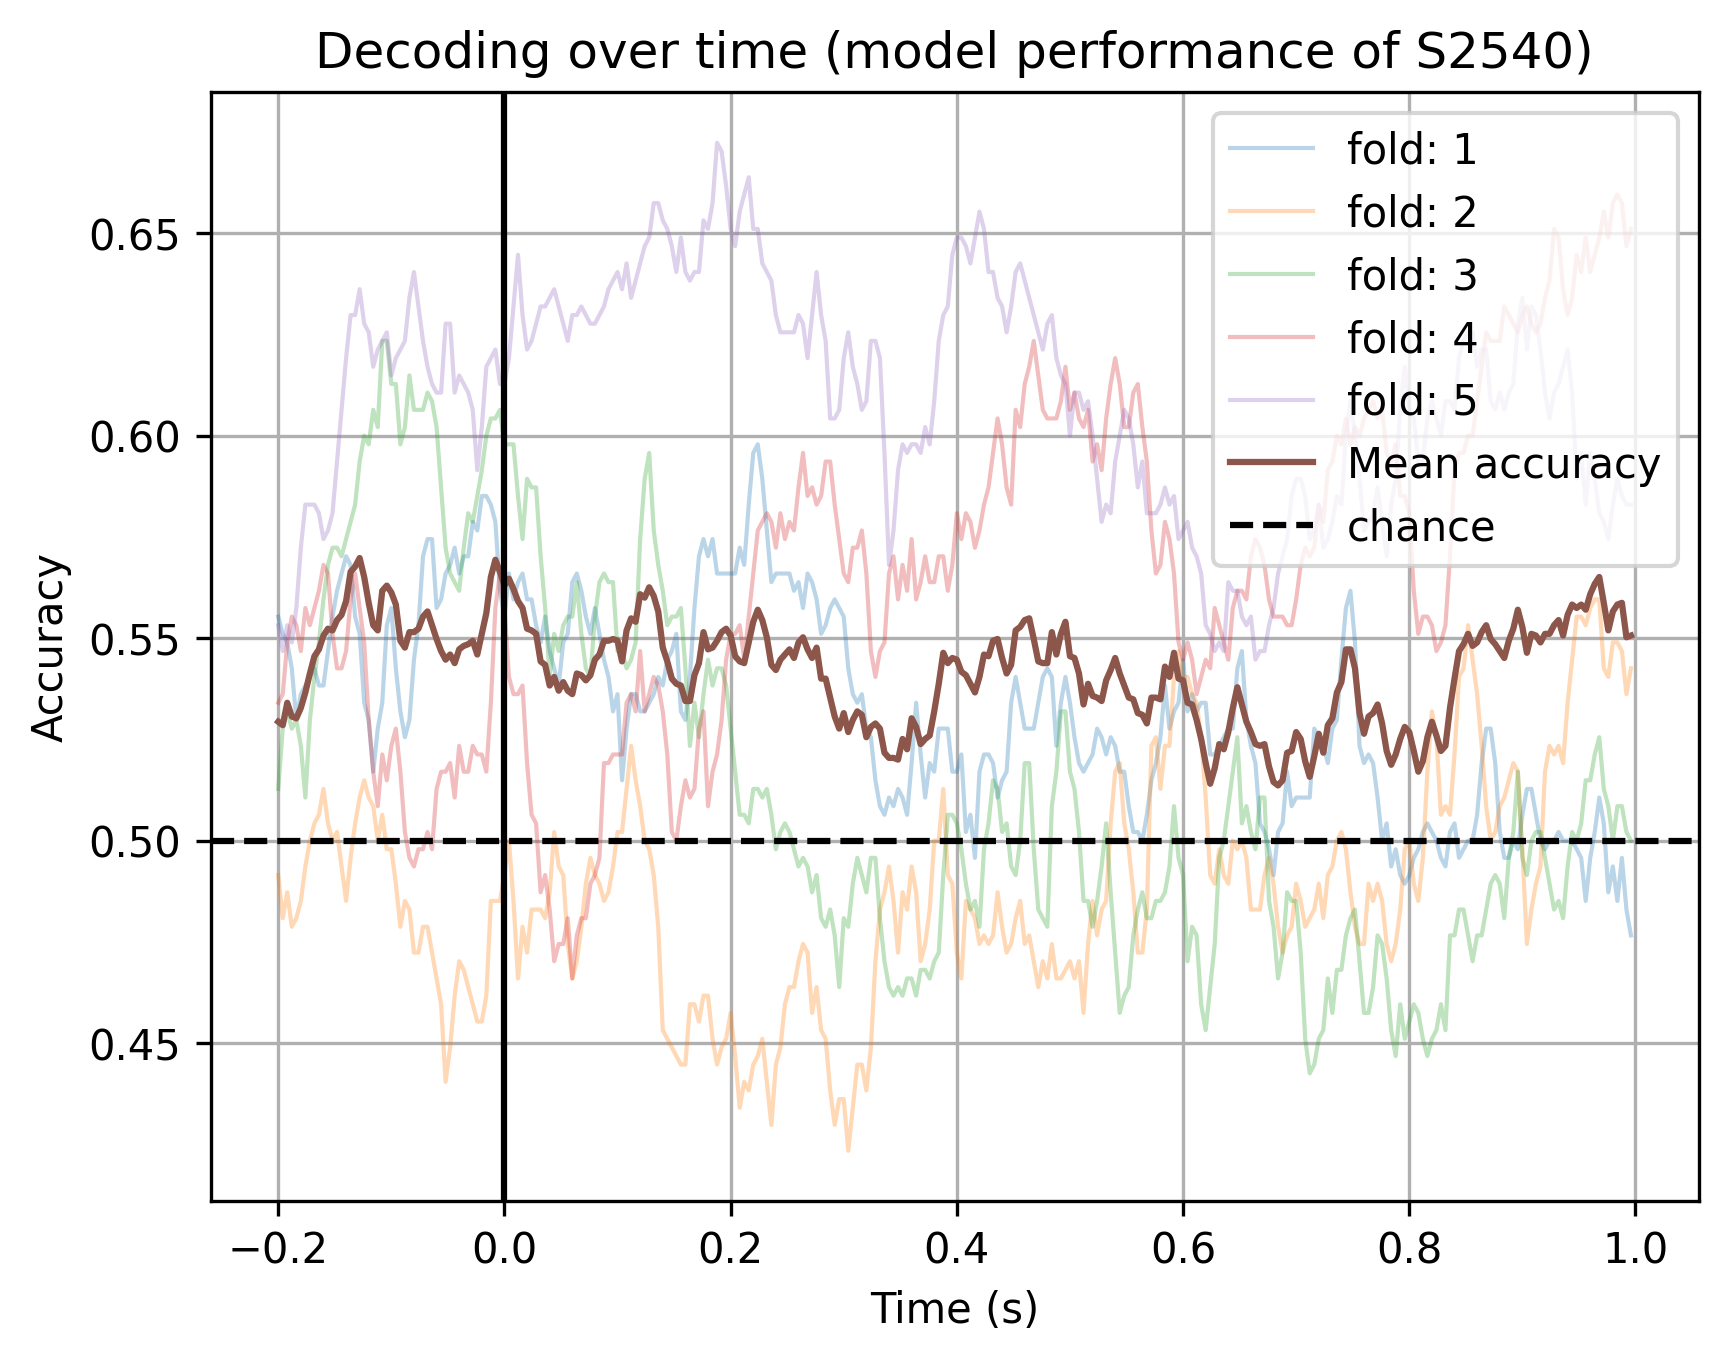 Decoding over time (model performance of S2540)
fold: 1
fold: 2
fold: 3
fold: 4
fold: 5
Mean accuracy
chance
Accuracy
0.65
0.60
0.55
0.50
0.45
−0.2 0.0 0.2 0.4 0.6 0.8 1.0
Time (s)